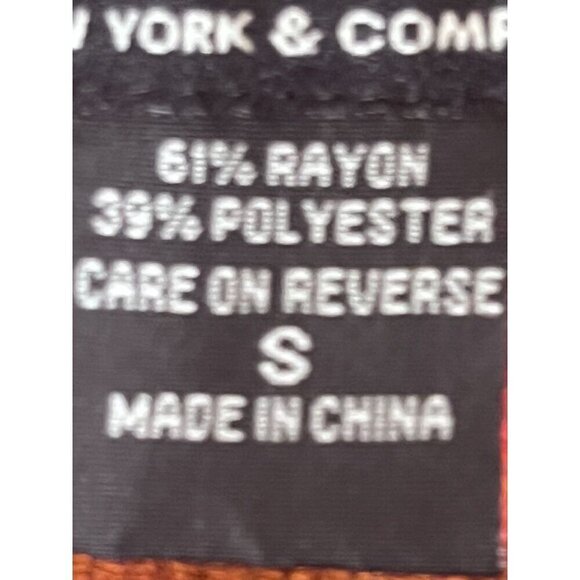 W YORK & COMP
61% RAYON
39% POLYESTER
CARE ON REVERSE
S
MADE IN CHINA